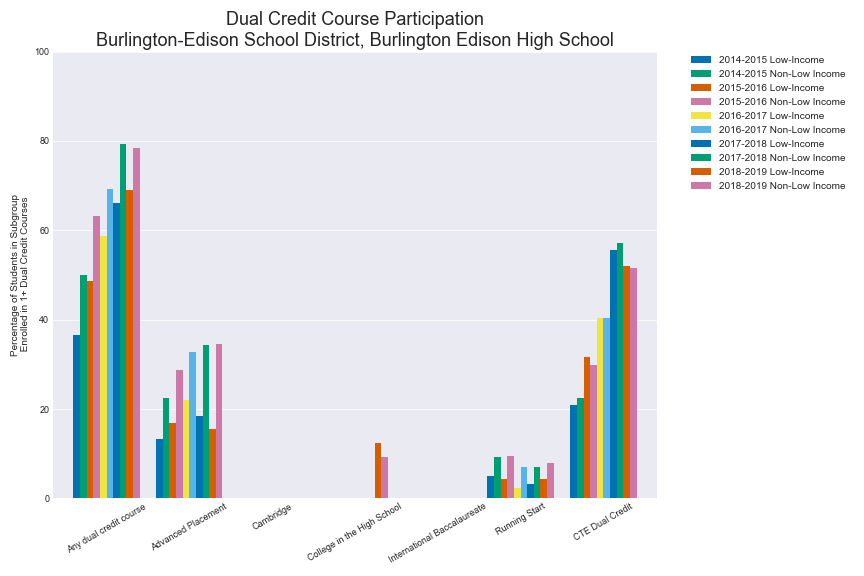 Dual Credit Course Participation
Burlington-Edison School District, Burlington Edison High School
Percentage of Students in Subgroup
Enrolled in 1+ Dual Credit Courses
100
80
60
40
20
0
Any dual credit course
Advanced Placement
Cambridge
College in the High School
International Baccalaureate
Running Start
CTE Dual Credit
2014-2015 Low-Income
2014-2015 Non-Low Income
2015-2016 Low-Income
2015-2016 Non-Low Income
2016-2017 Low-Income
2016-2017 Non-Low Income
2017-2018 Low-Income
2017-2018 Non-Low Income
2018-2019 Low-Income
2018-2019 Non-Low Income